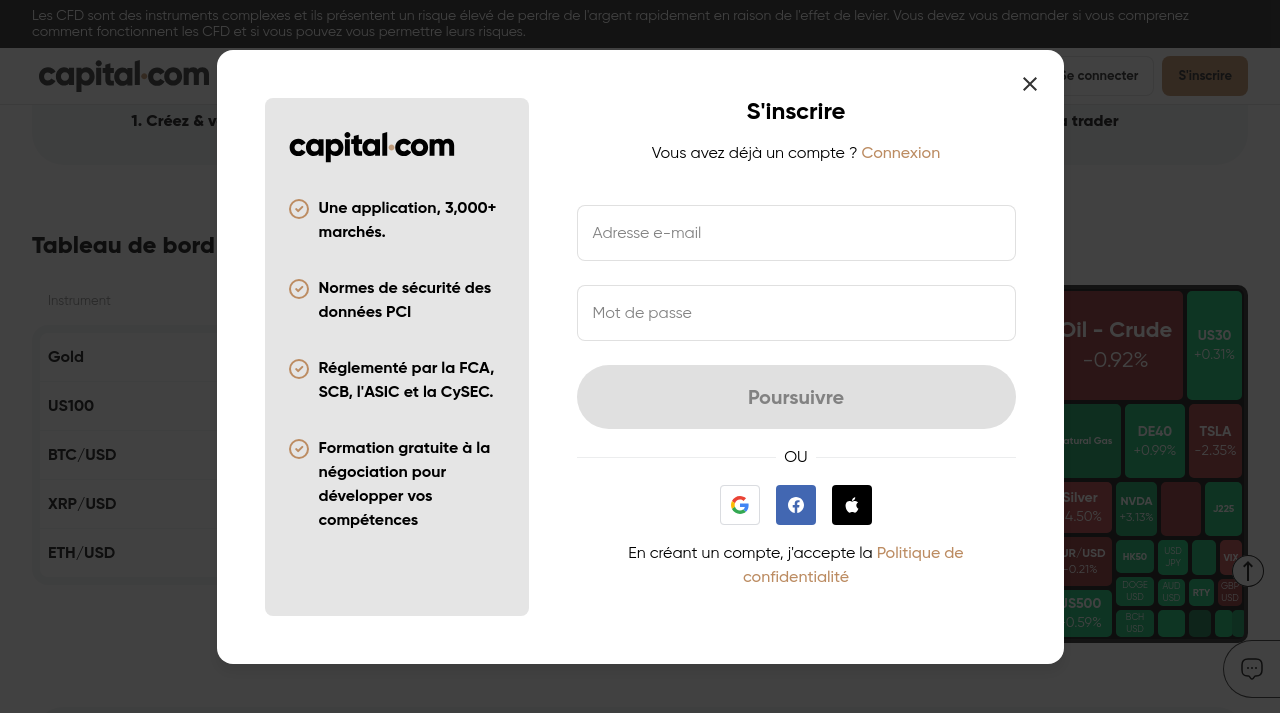 Les CFD sont des instruments complexes et ils présentent un risque élevé de perdre de l'argent rapidement en raison de l'effet de levier. Vous devez vous demander si vous comprenez
comment fonctionnent les CFD et si vous pouvez vous permettre leurs risques.
capital.com
Se connecter
S'inscrire
1. Créez & v
trader
Tableau de bord
Instrument
Gold
US100
BTC/USD
XRP/USD
ETH/USD
capital.com
Une application, 3,000+
marchés.
Normes de sécurité des
données PCI
Réglementé par la FCA,
SCB, l'ASIC et la CySEC.
Formation gratuite à la
négociation pour
développer vos
compétences
S'inscrire
Vous avez déjà un compte ? Connexion
Adresse e-mail
Mot de passe
Poursuivre
OU
En créant un compte, j'accepte la Politique de
confidentialité
Oil - Crude
-0.92%
US30
+0.31%
atural Gas
DE40
+0.99%
TSLA
-2.35%
Silver
4.50%
NVDA
+3.13%
J225
UR/USD
-0.21%
HK50
USD
JPY
VIX
DOGE
USD
AUD
USD
RTY
GBP
USD
US500
0.59%
BCH
USD